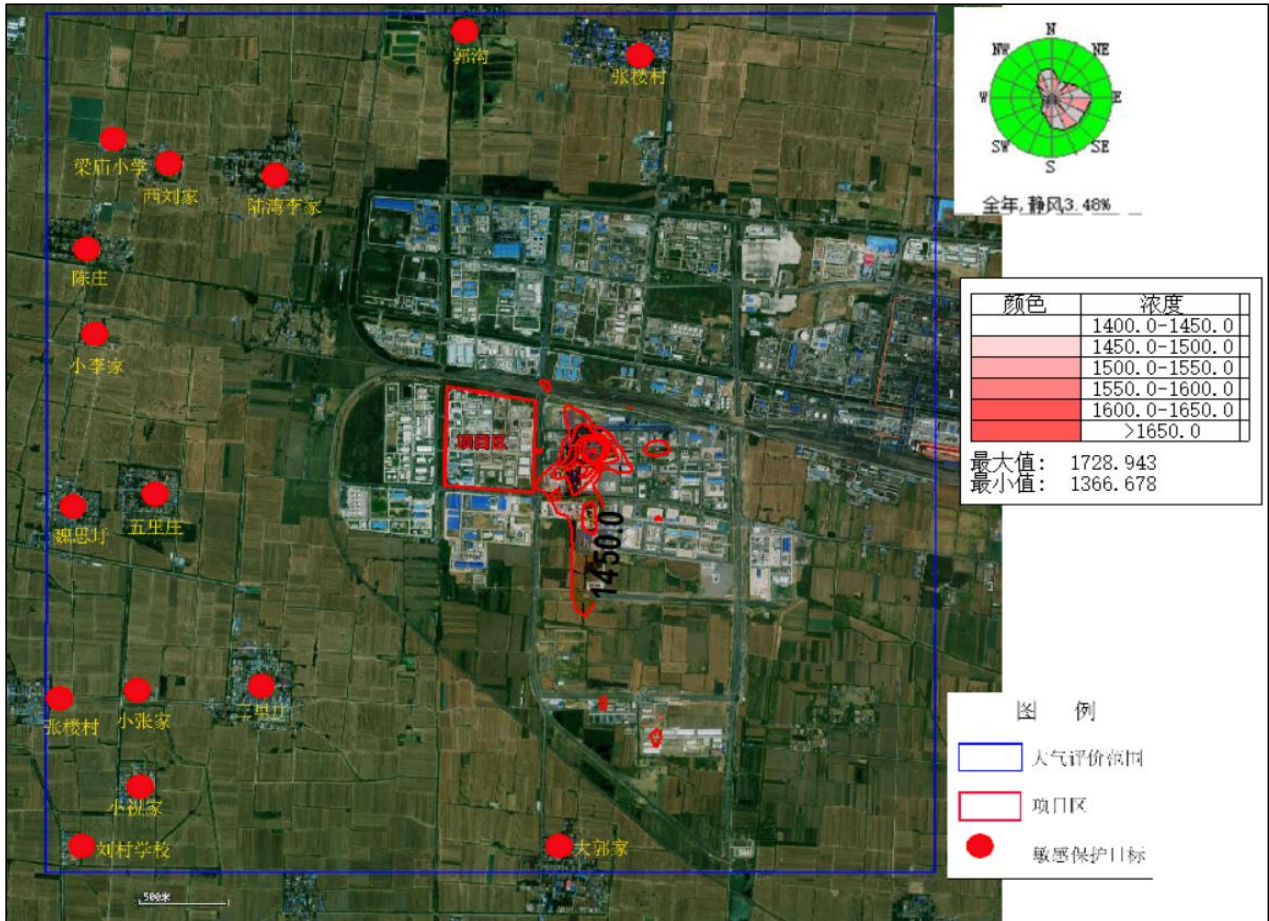 郭沟
张楼村
梁庙小学
西刘家
陆湾李家
陈庄
小李家
项目区
魏思圩
五里庄
1450.0
张楼村
小张家
三里庄
小祝家
刘村学校
大郭家
500米
N
NW
NE
W
E
SW
SE
S
全年,静风3.48%
颜色 浓度
1400.0-1450.0
1450.0-1500.0
1500.0-1550.0
1550.0-1600.0
1600.0-1650.0
>1650.0
最大值: 1728.943
最小值: 1366.678
图 例
大气评价范围
项目区
敏感保护目标